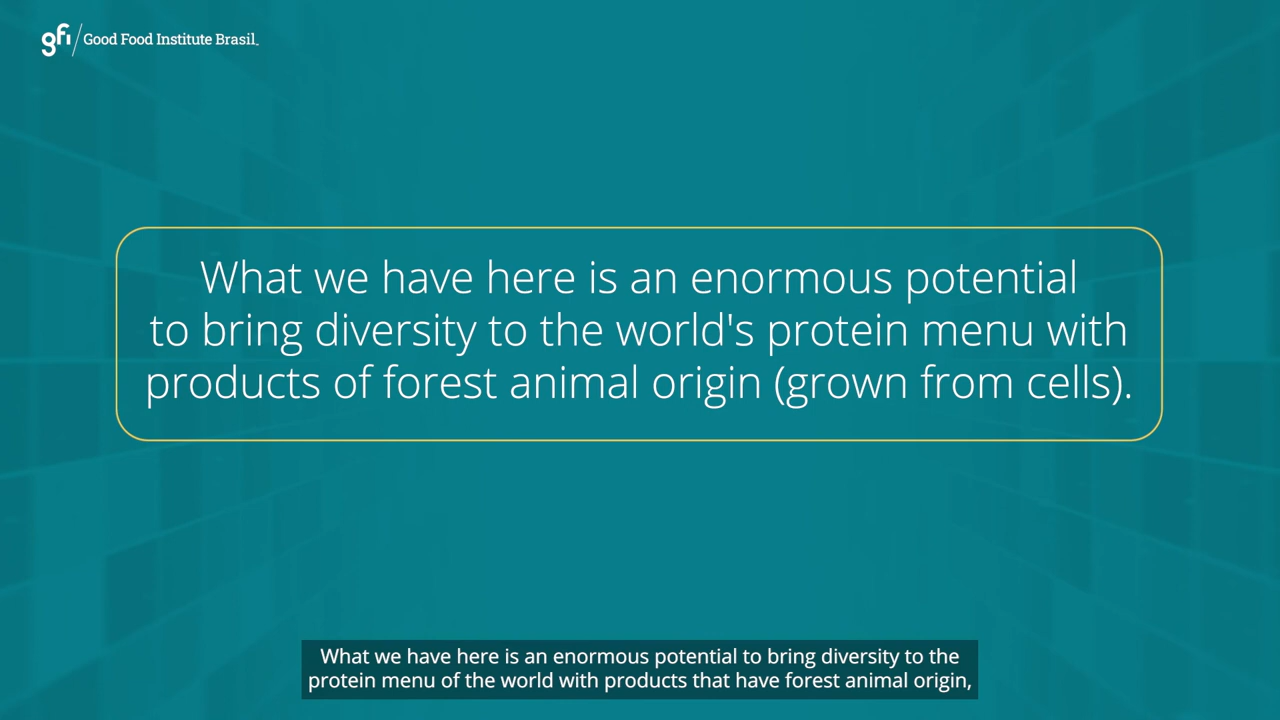 gfi/Good Food Institute Brasil.
What we have here is an enormous potential
to bring diversity to the world's protein menu with
products of forest animal origin (grown from cells).
What we have here is an enormous potential to bring diversity to the
protein menu of the world with products that have forest animal origin,